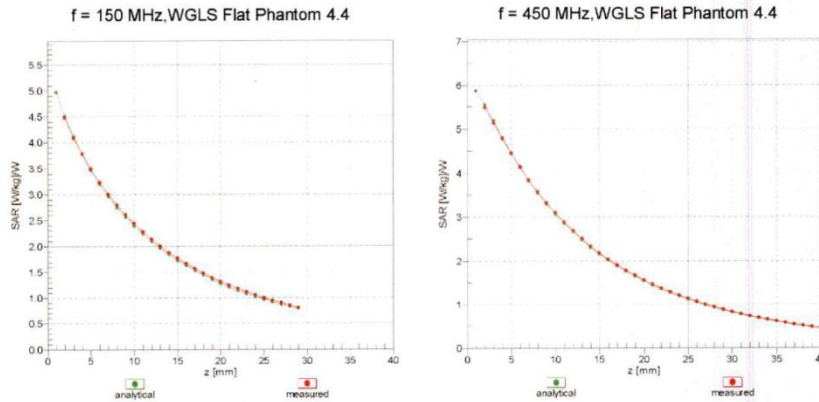 f = 150 MHz,WGLS Flat Phantom 4.4
SAR [W/kg]/W
5.5
5.0
4.5
4.0
3.5
3.0
2.5
2.0
1.5
1.0
0.5
0.0
0 5 10 15 20 25 30 35 40
z [mm]
analytical measured
f = 450 MHz,WGLS Flat Phantom 4.4
SAR [W/kg]/W
7
6
5
4
3
2
1
0
0 5 10 15 20 25 30 35 40
z [mm]
analytical measured